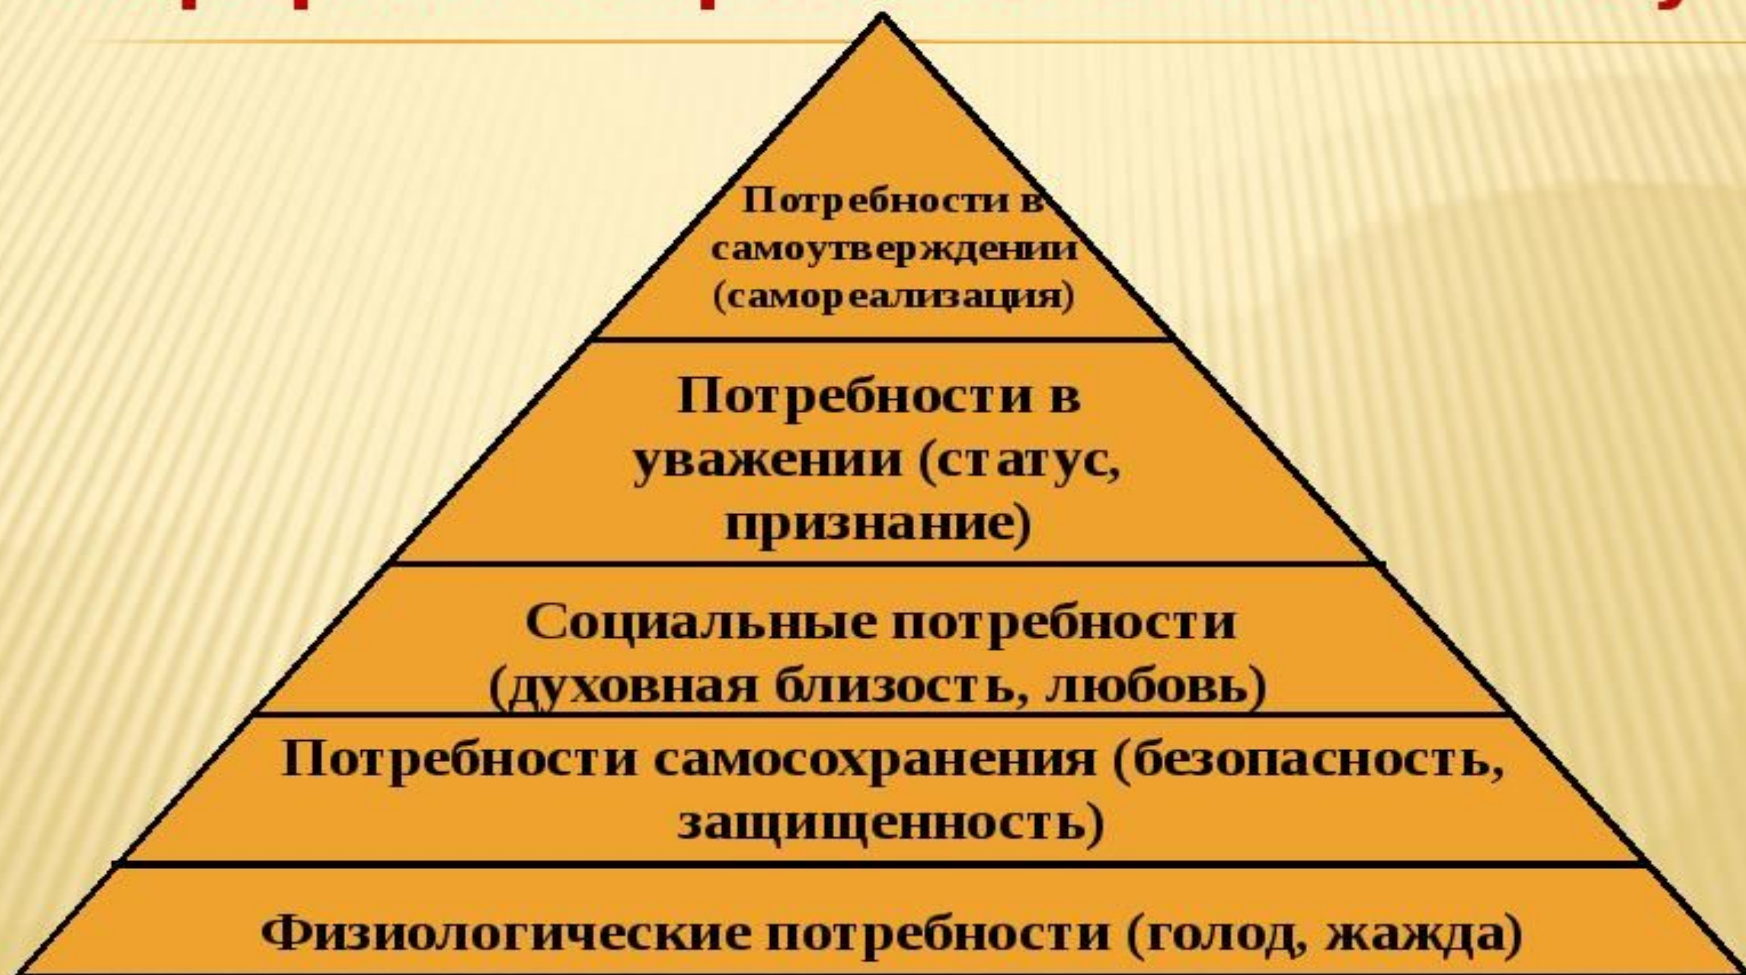 Потребности в
самоутверждении
(самореализация)
Потребности в
уважении (статус,
признание)
Социальные потребности
(духовная близость, любовь)
Потребности самосохранения (безопасность,
защищенность)
Физиологические потребности (голод, жажда)